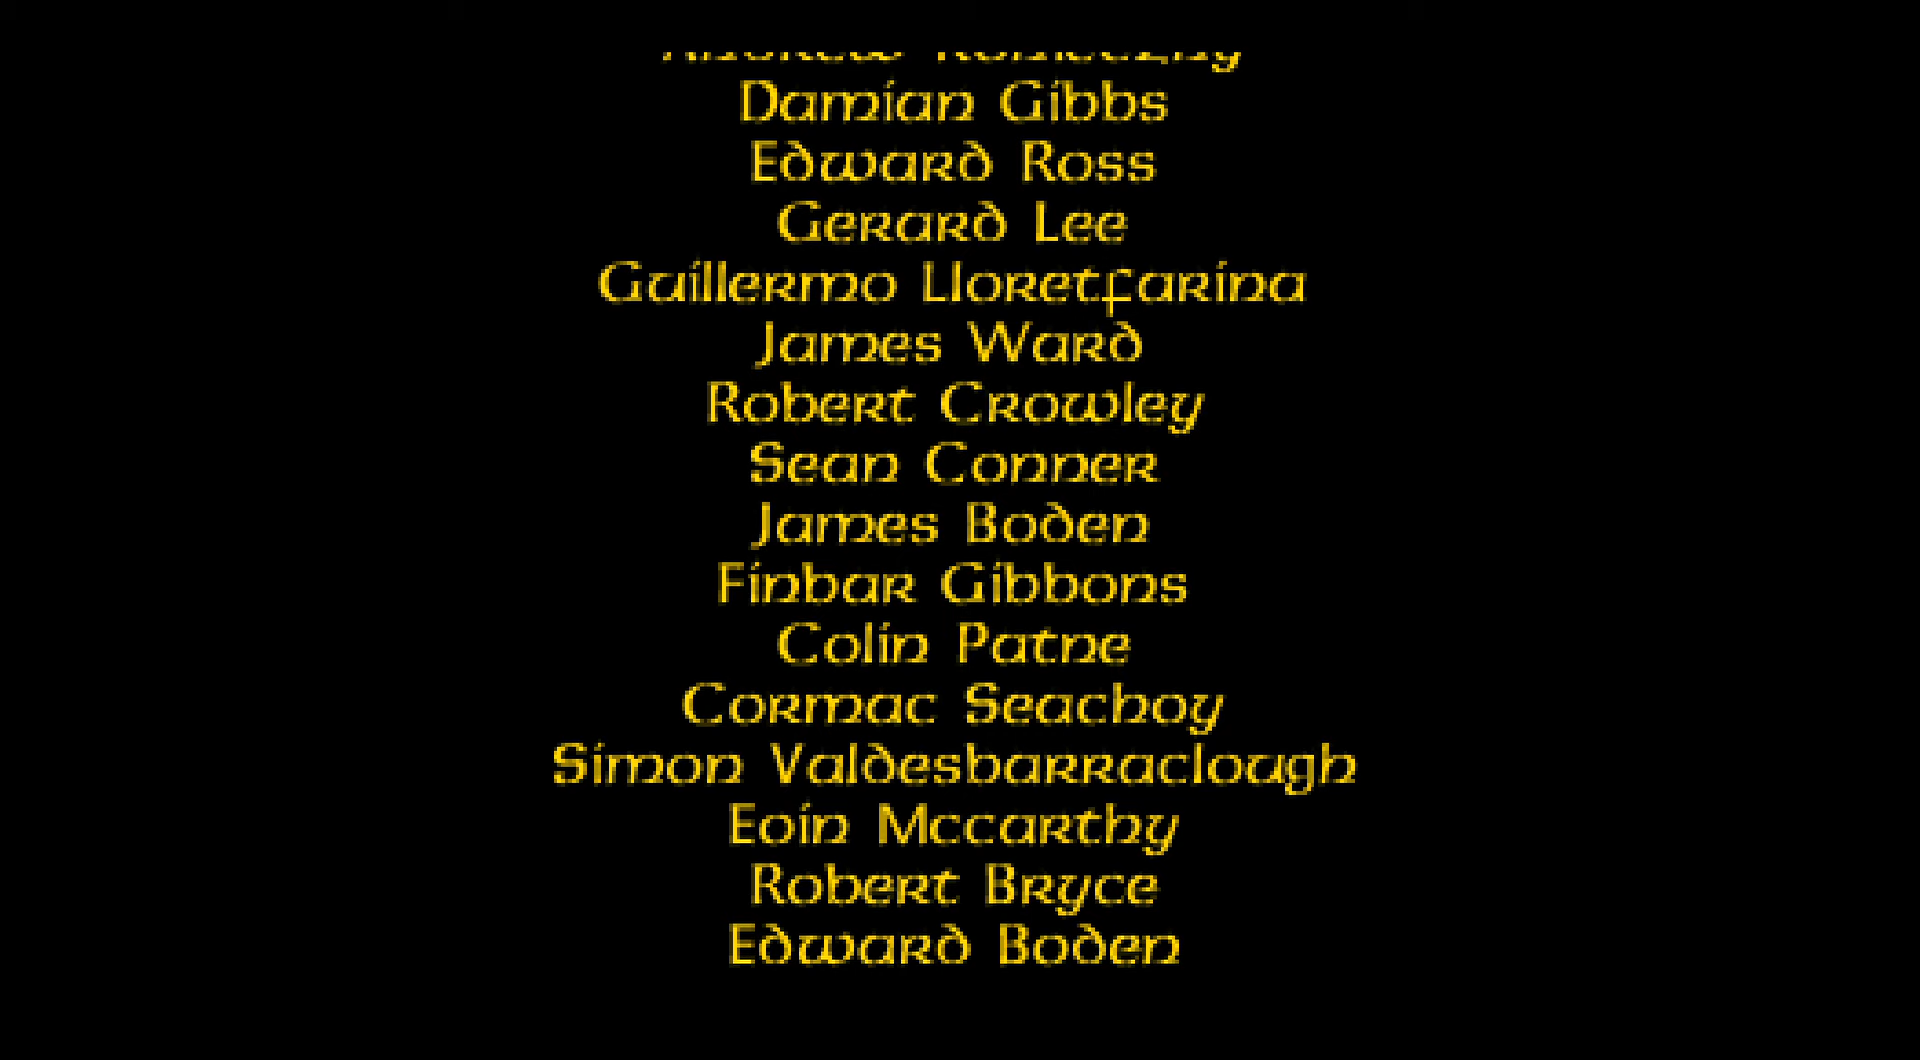 Damian Gibbs
Edward Ross
Gerard Lee
Guillermo Lloretfarina
James Ward
Robert Crowley
Sean Conner
James Boden
Finbar Gibbons
Colin Patne
Cormac Seachoy
Simon Valdesbarraclough
Eoin Mccarthy
Robert Bryce
Edward Boden